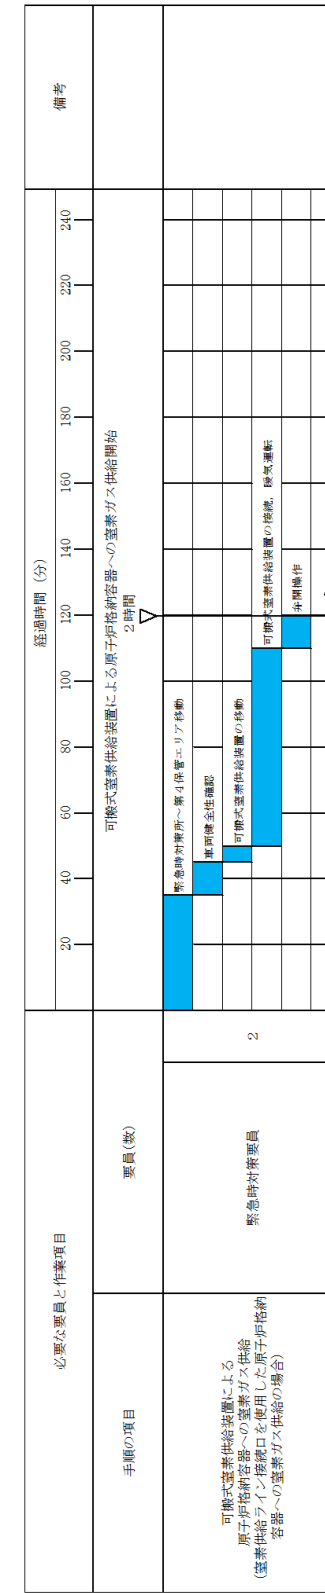 必要な要員と作業項目
経過時間 (分)
備考
20 40 60 80 100 120 140 160 180 200 220 240
手順の項目
要員(数)
可搬式窒素供給装置による原子炉格納容器への窒素ガス供給開始
2時間
可搬式窒素供給装置による
原子炉格納容器への窒素ガス供給
(窒素供給ライン接続口を使用した原子炉格納
容器への窒素ガス供給の場合)
緊急時対策要員
2
緊急時対策所～第4保管エリア移動
車両健全性確認
可搬式窒素供給装置の移動
可搬式窒素供給装置の接続,暖気運転
弁開操作